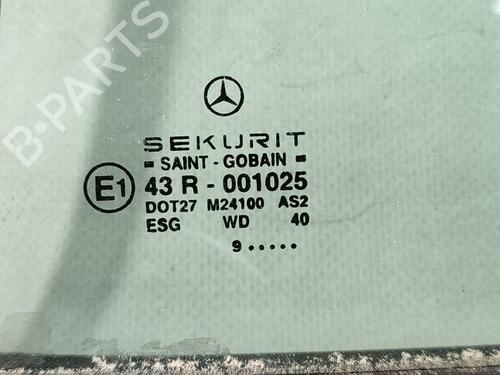 B-PARTS
SEKURIT
SAINT - GOBAIN
E1 43 R - 001025
DOT27 M24100 AS2
ESG WD 40
9 •••••